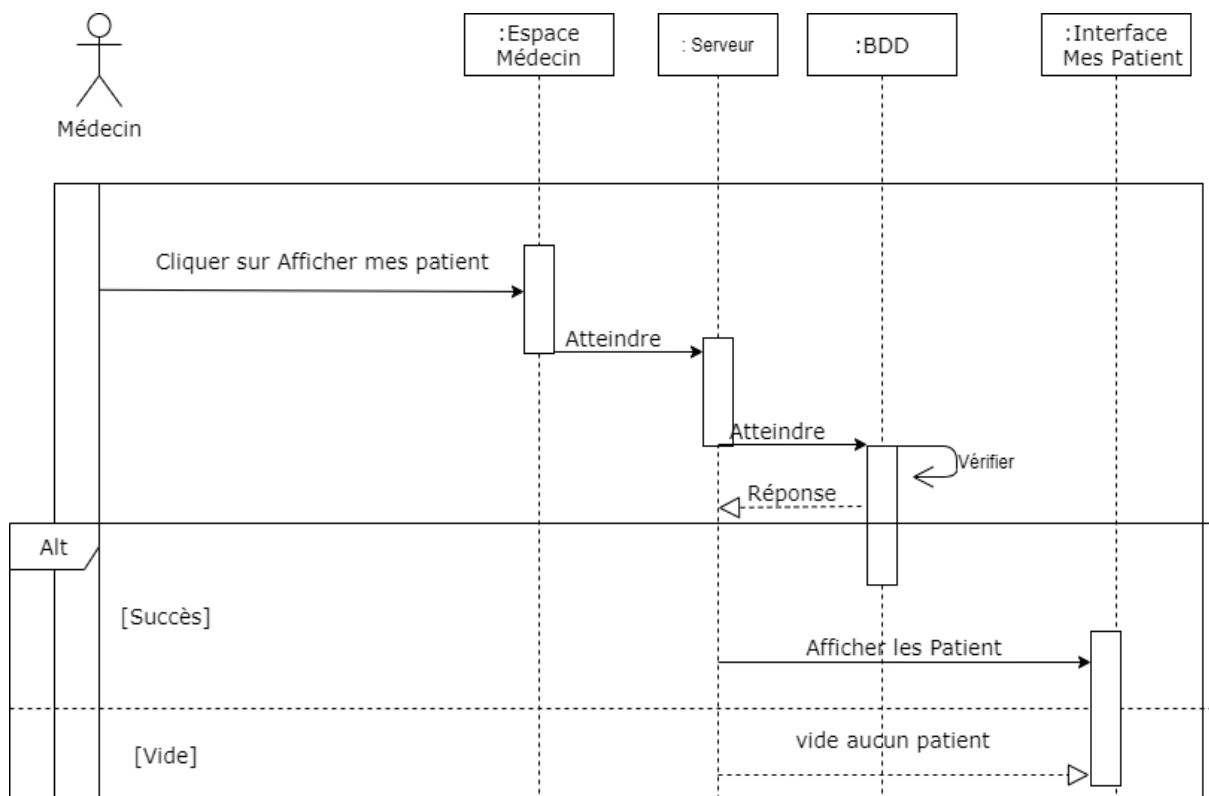 :Espace
Médecin
: Serveur
:BDD
:Interface
Mes Patient
Médecin
Cliquer sur Afficher mes patient
Atteindre
Atteindre
Vérifier
Réponse
Alt
[Succès]
Afficher les Patient
vide aucun patient
[Vide]